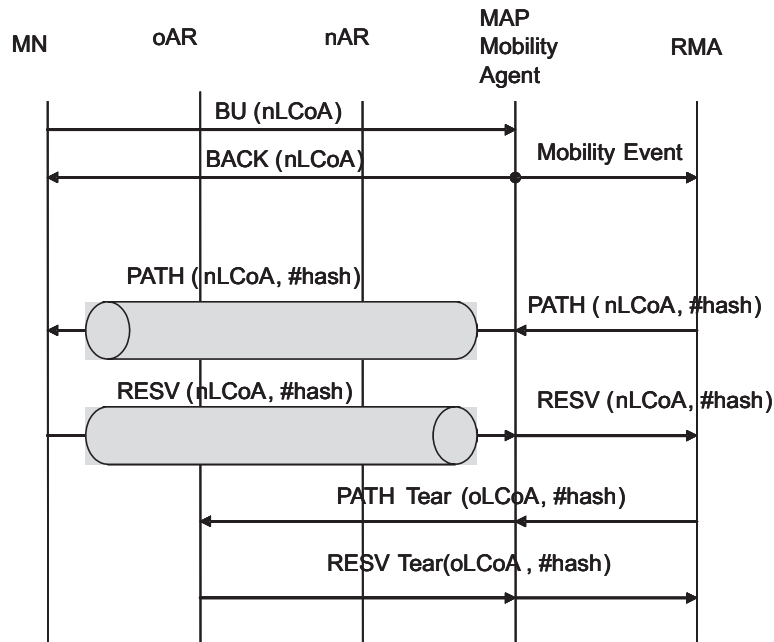 MN
oAR
nAR
MAP
Mobility
Agent
RMA
BU (nLCoA)
BACK (nLCoA)
Mobility Event
PATH (nLCoA, #hash)
PATH ( nLCoA, #hash)
RESV (nLCoA, #hash)
RESV (nLCoA, #hash)
PATH Tear (oLCoA, #hash)
RESV Tear(oLCoA , #hash)